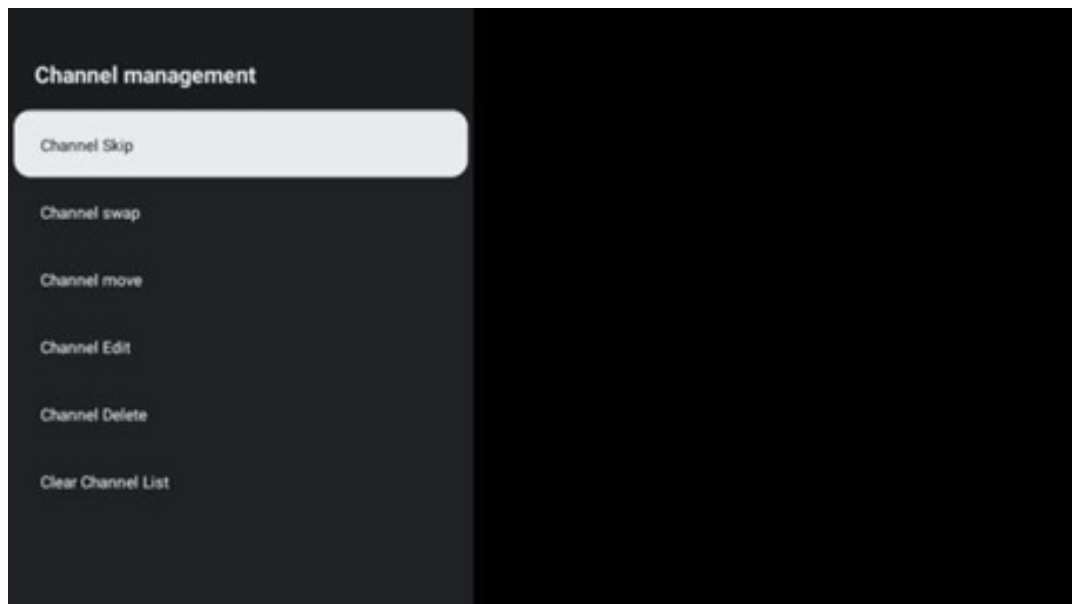 Channel management
Channel Skip
Channel swap
Channel move
Channel Edit
Channel Delete
Clear Channel List